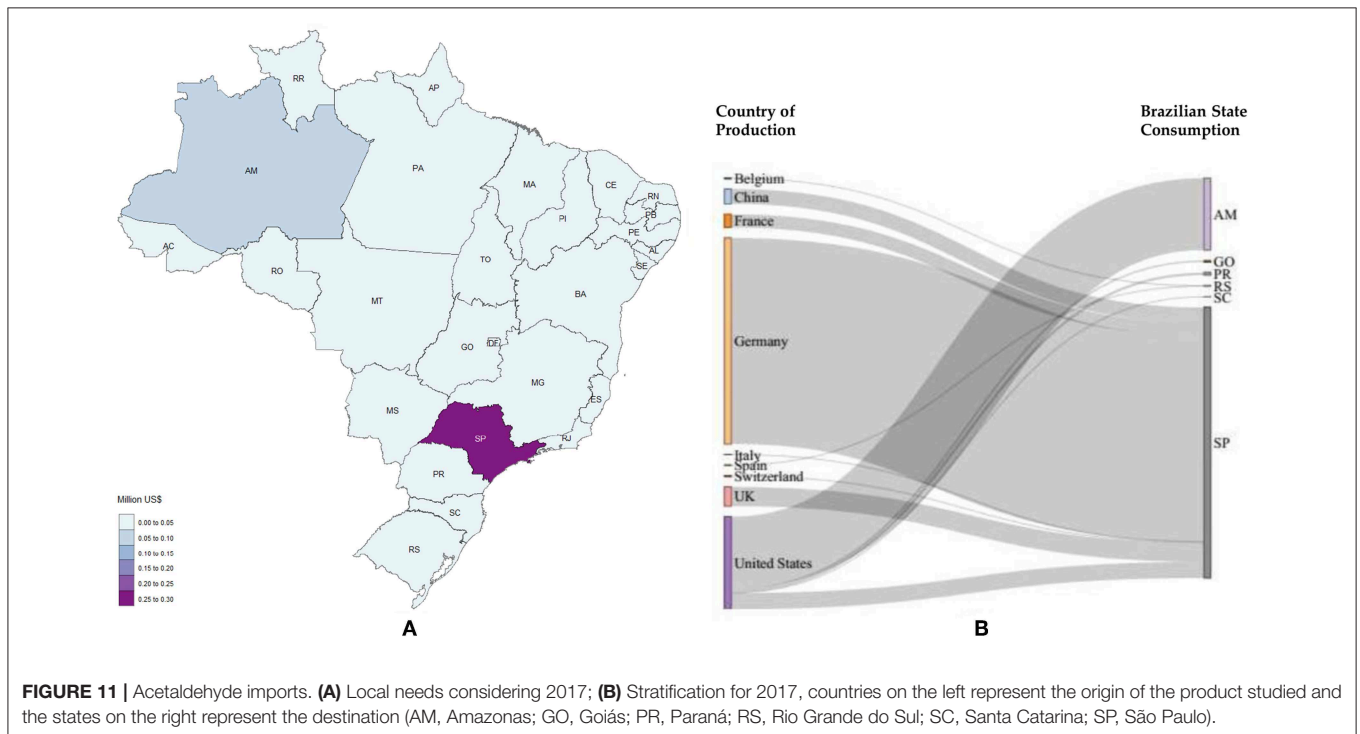 RR
AP
AM
PA
MA
CE
RN
PB
PI
PE
AL
SE
AC
RO
TO
BA
MT
GO
DF
MG
ES
MS
SP
RJ
PR
SC
RS
Million US$
0.00 to 0.05
0.05 to 0.10
0.10 to 0.15
0.15 to 0.20
0.20 to 0.25
0.25 to 0.30
A
Country of
Production
Brazilian State
Consumption
Belgium
China
France
Germany
Italy
Spain
Switzerland
UK
United States
AM
GO
PR
RS
SC
SP
B
FIGURE 11 | Acetaldehyde imports. (A) Local needs considering 2017; (B) Stratification for 2017, countries on the left represent the origin of the product studied and
the states on the right represent the destination (AM, Amazonas; GO, Goiás; PR, Paraná; RS, Rio Grande do Sul; SC, Santa Catarina; SP, São Paulo).